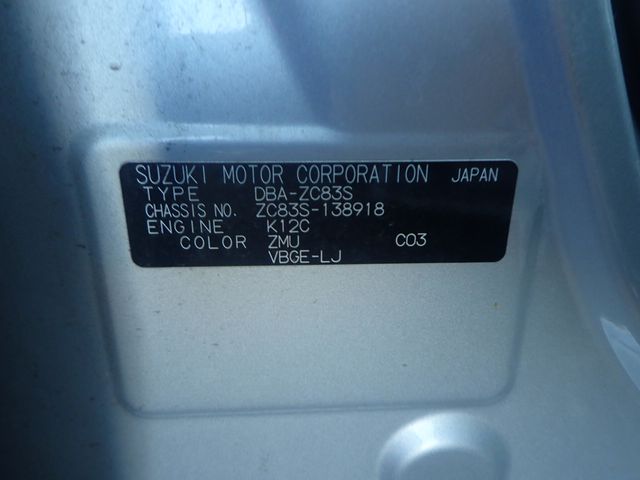 SUZUKI MOTOR CORPORATION JAPAN
TYPE DBA-ZC83S
CHASSIS NO. ZC83S-138918
ENGINE K12C
COLOR ZMU C03
VBGE-LJ